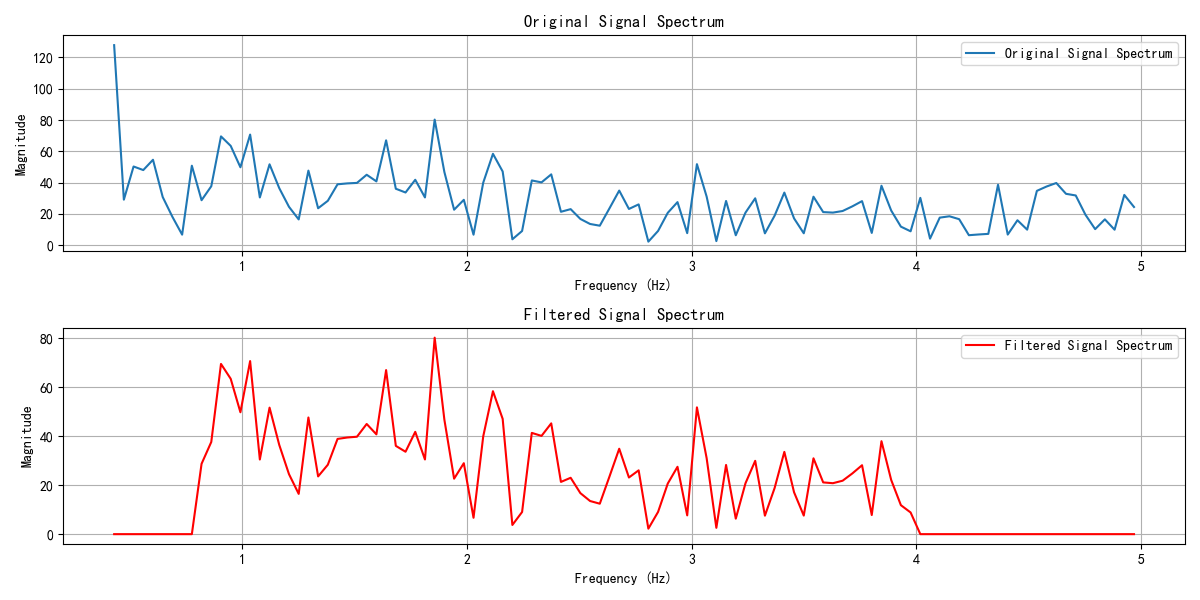 Original Signal Spectrum
Original Signal Spectrum
120
100
80
60
40
20
0
Magnitude
1
2
3
4
5
Frequency (Hz)
Filtered Signal Spectrum
Filtered Signal Spectrum
80
60
40
20
0
Magnitude
1
2
3
4
5
Frequency (Hz)